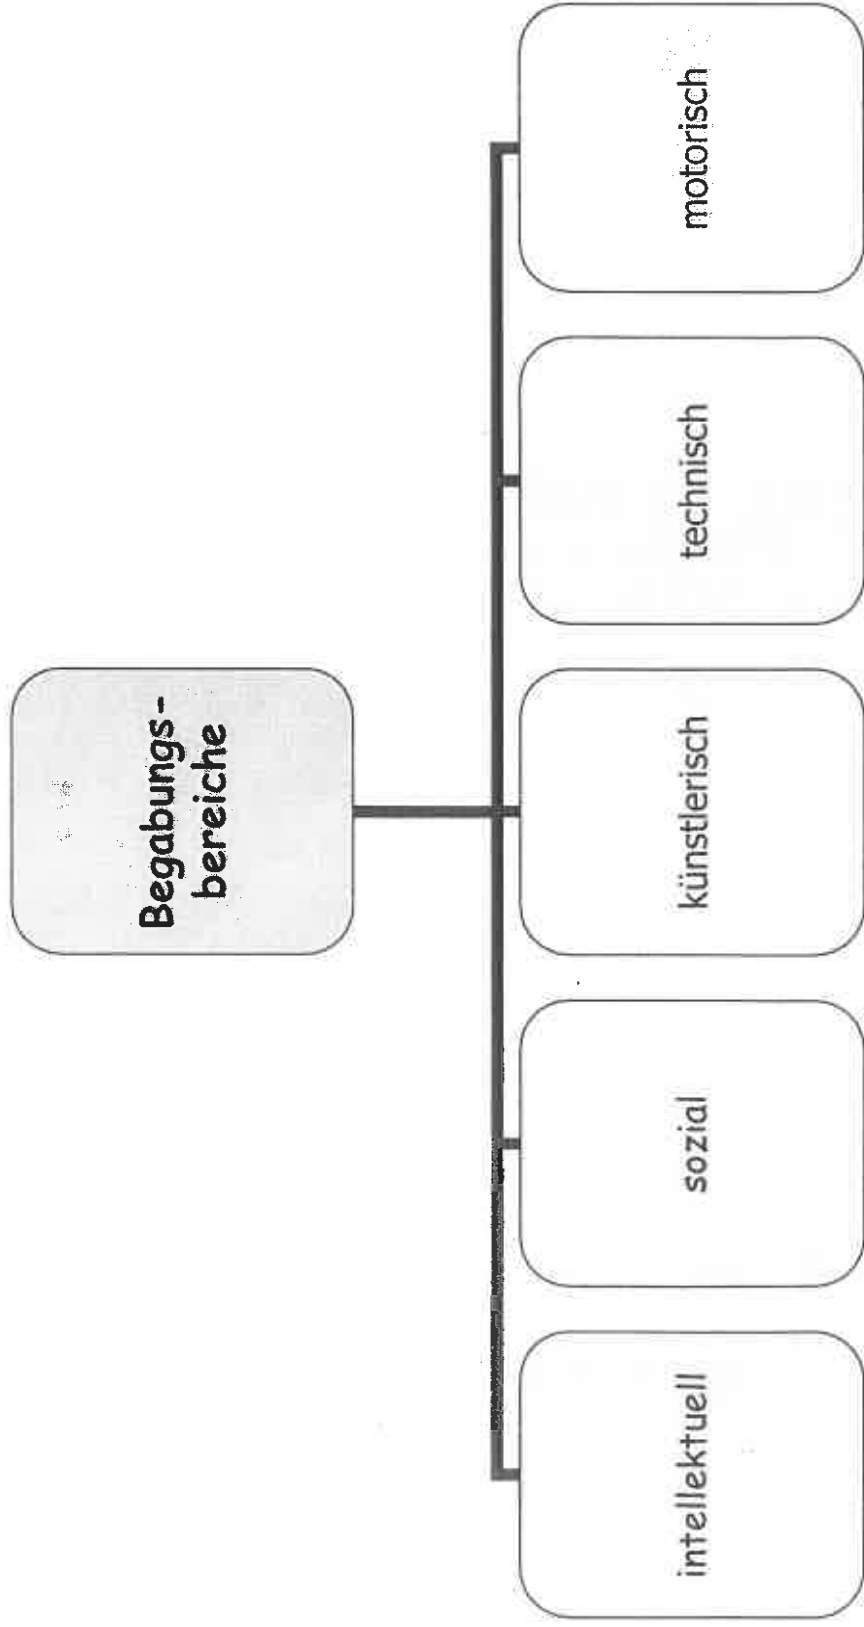 Begabungs-
bereiche
intellektuell
sozial
künstlerisch
technisch
motorisch